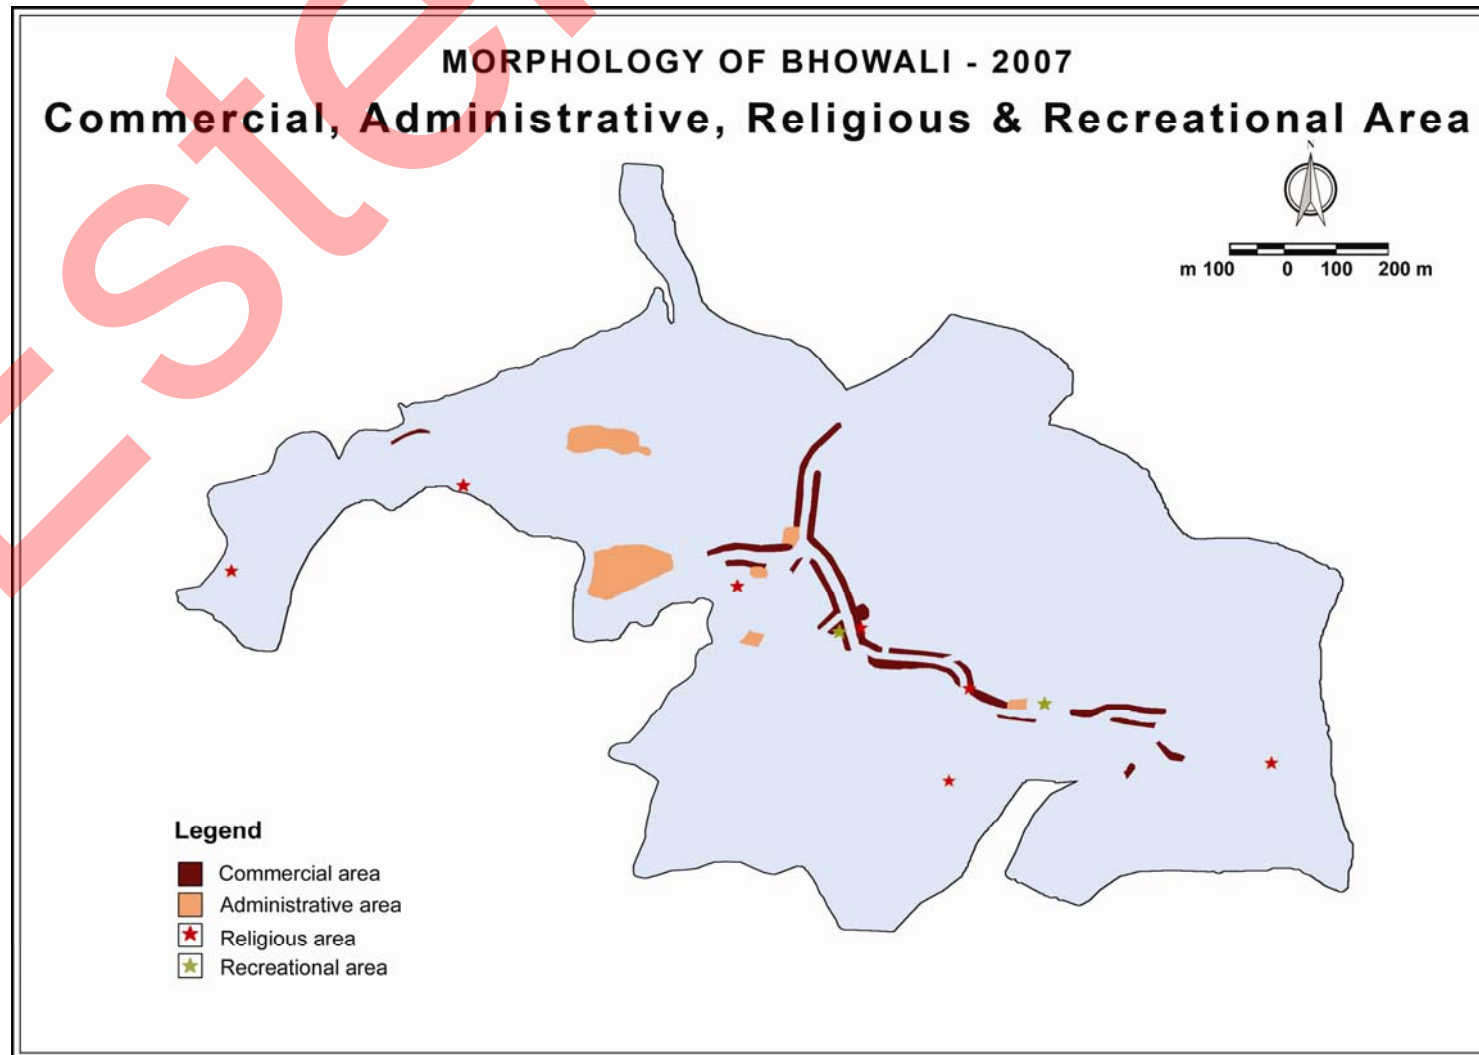 MORPHOLOGY OF BHOWALI - 2007
Commercial, Administrative, Religious & Recreational Area
N
m 100 0 100 200 m
Legend
Commercial area
Administrative area
Religious area
Recreational area
Este